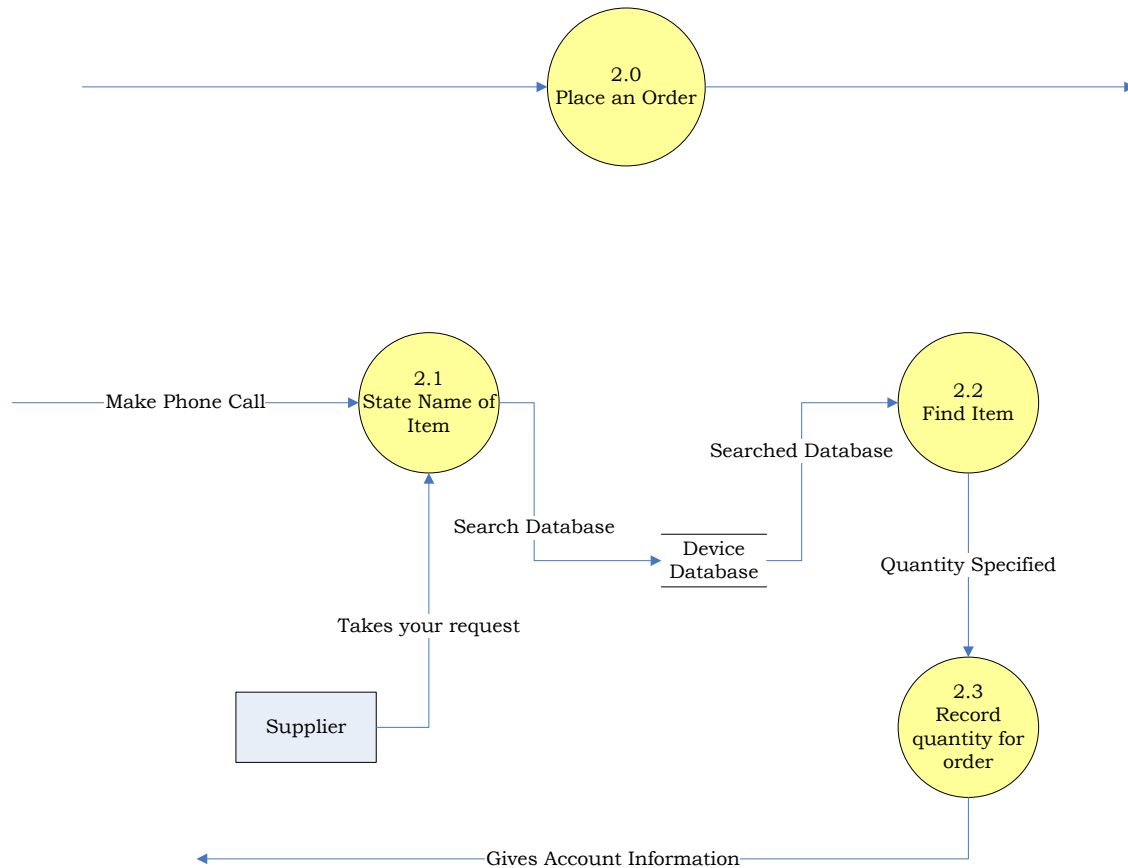 2.0
Place an Order
2.1
State Name of
Item
Make Phone Call
2.2
Find Item
Searched Database
Search Database
Device
Database
Quantity Specified
Takes your request
Supplier
2.3
Record
quantity for
order
Gives Account Information